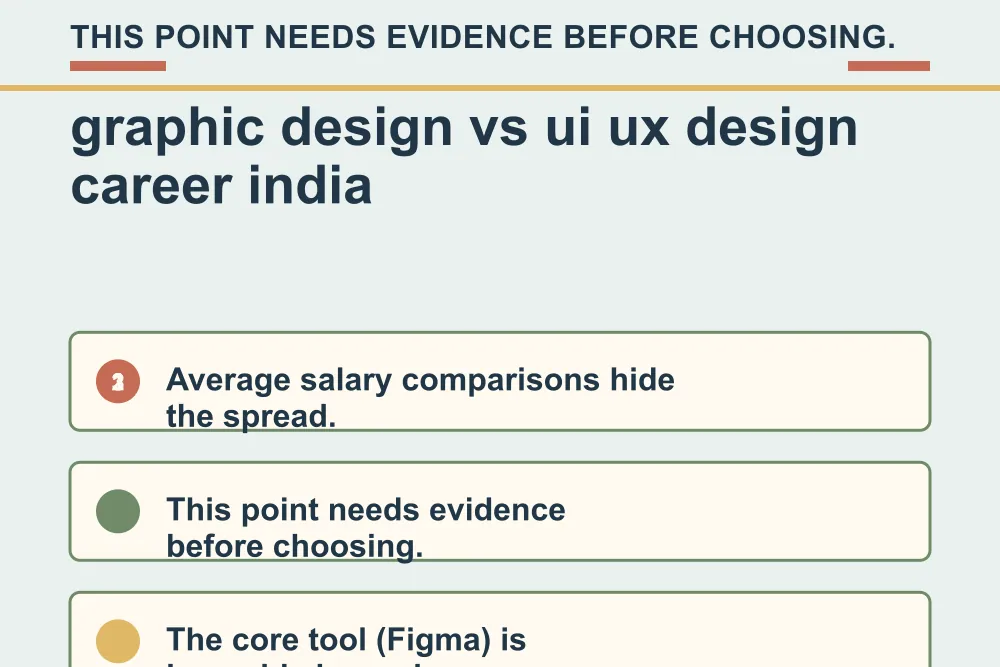 THIS POINT NEEDS EVIDENCE BEFORE CHOOSING.
graphic design vs ui ux design
career india
Average salary comparisons hide
the spread.
This point needs evidence
before choosing.
The core tool (Figma) is